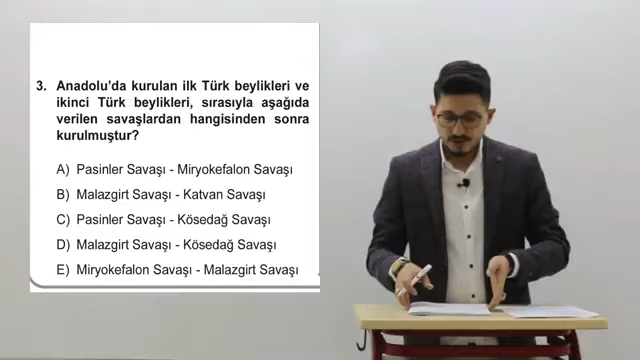 3. Anadolu’da kurulan ilk Türk beylikleri ve
ikinci Türk beylikleri, sırasıyla aşağıda
verilen savaşlardan hangisinden sonra
kurulmuştur?
A) Pasinler Savaşı - Miryokefalon Savaşı
B) Malazgirt Savaşı - Katvan Savaşı
C) Pasinler Savaşı - Kösedağ Savaşı
D) Malazgirt Savaşı - Kösedağ Savaşı
E) Miryokefalon Savaşı - Malazgirt Savaşı